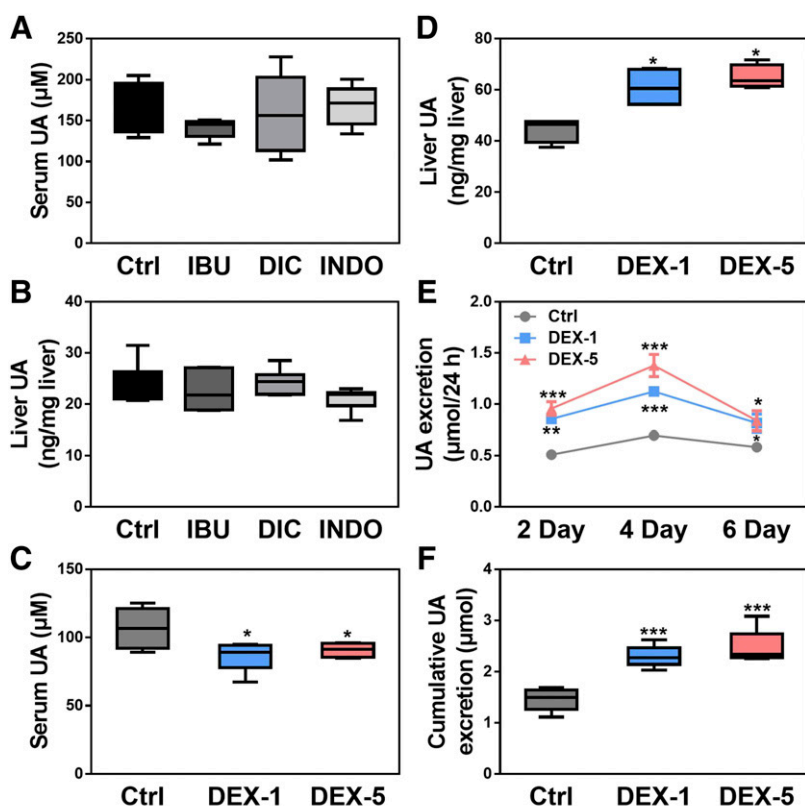 A
Serum UA (µM)
250
200
150
100
50
0
Ctrl IBU DIC INDO
B
Liver UA
(ng/mg liver)
40
30
20
10
0
Ctrl IBU DIC INDO
C
Serum UA (µM)
150
100
50
0
* *
Ctrl DEX-1 DEX-5
D
Liver UA
(ng/mg liver)
80
60
40
20
0
* *
Ctrl DEX-1 DEX-5
E
UA excretion
(µmol/24 h)
2.0
1.5
1.0
0.5
0.0
Ctrl
DEX-1
DEX-5
*** *** *
** *** *
2 Day 4 Day 6 Day
F
Cumulative UA
excretion (µmol)
4
3
2
1
0
*** ***
Ctrl DEX-1 DEX-5